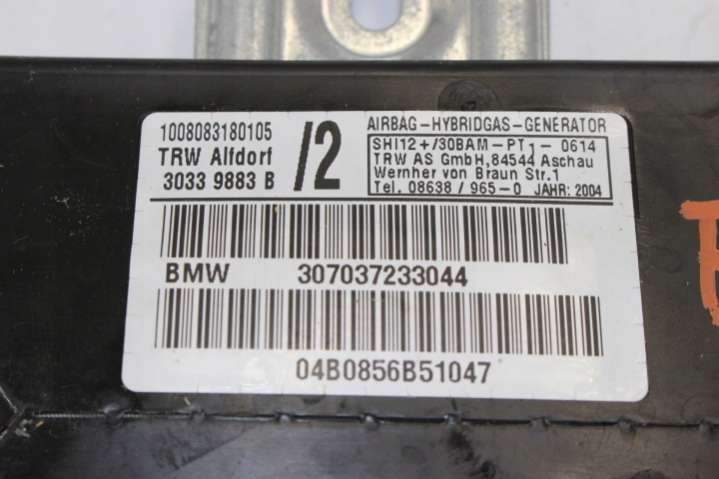 1008083180105
TRW Alfdorf
3033 9883 B
/2
AIRBAG-HYBRIDGAS-GENERATOR
SHI12+/30BAM-PT1-0614
TRW AS GmbH,84544 Aschau
Wernher von Braun Str.1
Tel. 08638 / 965-0 JAHR: 2004
BMW 307037233044
04B0856B51047